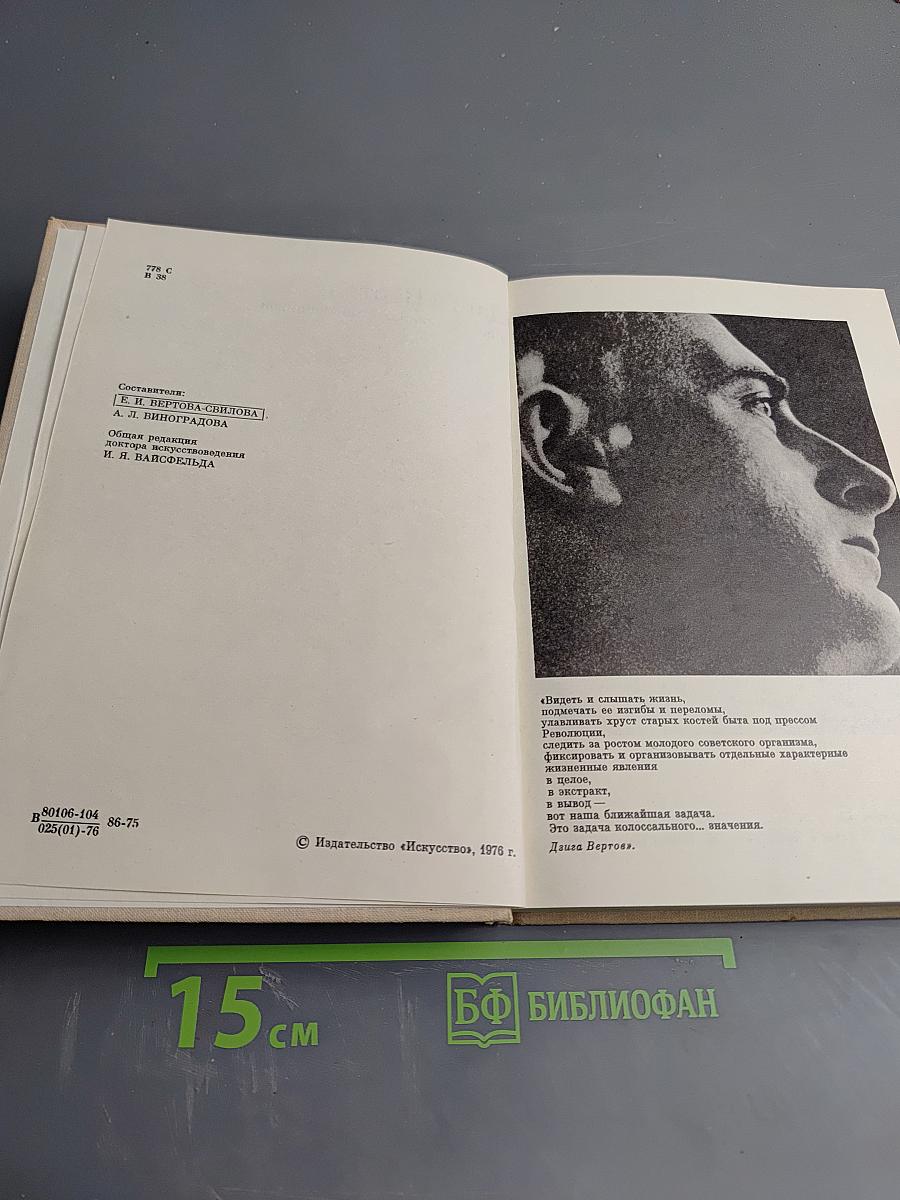 778 С
В 38
Составители:
Е. И. ВЕРТОВА-СВИЛОВА,
А. Л. ВИНОГРАДОВА
Общая редакция
доктора искусствоведения
И. Я. ВАЙСФЕЛЬДА
В 80106-104
025(01)-76
86-75
© Издательство «Искусство», 1976 г.
«Видеть и слышать жизнь,
подмечать ее изгибы и переломы,
улавливать хруст старых костей быта под прессом
Революции,
следить за ростом молодого советского организма,
фиксировать и организовывать отдельные характерные
жизненные явления
в целое,
в экстракт,
в вывод —
вот наша ближайшая задача.
Это задача колоссального... значения.
Дзига Вертов».
15 см
БФ БИБЛИОФАН